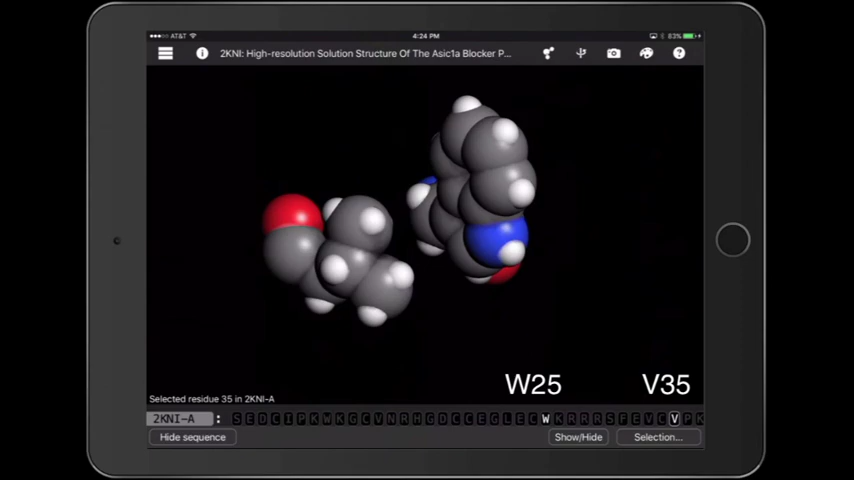 AT&T 4:24 PM 83%
2KNI: High-resolution Solution Structure Of The Asic1a Blocker P...
W25 V35
Selected residue 35 in 2KNI-A
2KNI-A : SEDCIPKWKGCVNRHGDCCEGLECWKRRRSFEVCVPK
Hide sequence Show/Hide Selection...